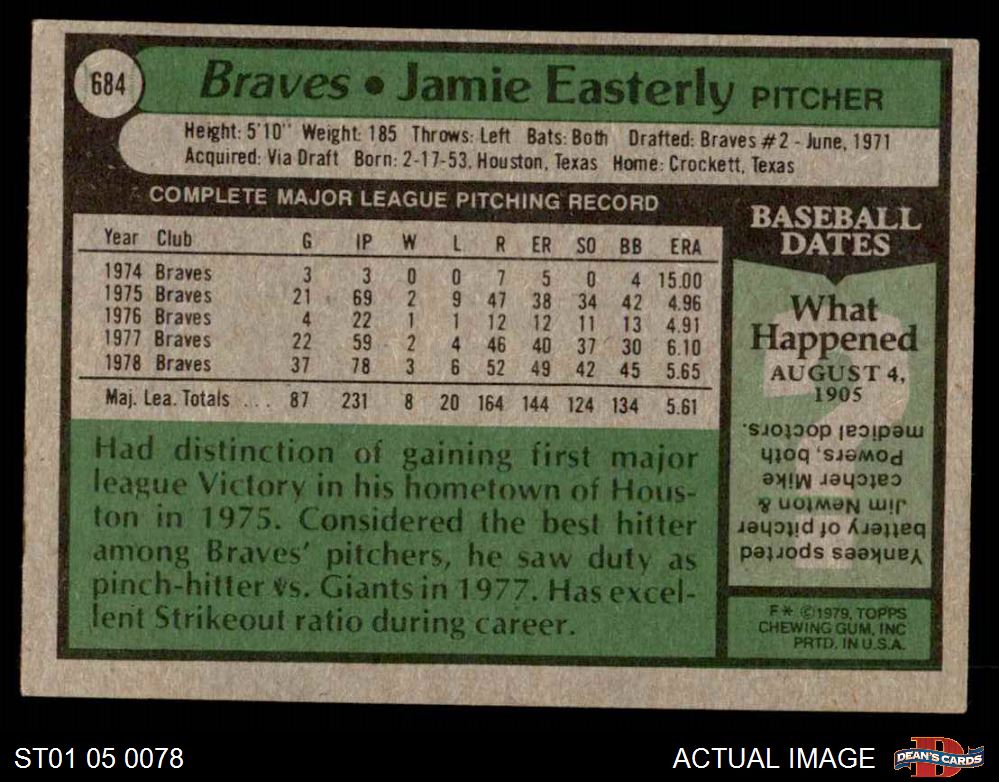 684
Braves • Jamie Easterly PITCHER
Height: 5'10" Weight: 185 Throws: Left Bats: Both Drafted: Braves #2 - June, 1971
Acquired: Via Draft Born: 2-17-53, Houston, Texas Home: Crockett, Texas
COMPLETE MAJOR LEAGUE PITCHING RECORD
Year Club G IP W L R ER SO BB ERA
1974 Braves 3 3 0 0 7 5 0 4 15.00
1975 Braves 21 69 2 9 47 38 34 42 4.96
1976 Braves 4 22 1 1 12 12 11 13 4.91
1977 Braves 22 59 2 4 46 40 37 30 6.10
1978 Braves 37 78 3 6 52 49 42 45 5.65
Maj. Lea. Totals ... 87 231 8 20 164 144 124 134 5.61
Had distinction of gaining first major
league Victory in his hometown of Hous-
ton in 1975. Considered the best hitter
among Braves' pitchers, he saw duty as
pinch-hitter vs. Giants in 1977. Has excel-
lent Strikeout ratio during career.
BASEBALL
DATES
What
Happened
AUGUST 4,
1905
Yankees sported
battery of pitcher
Jim Newton &
catcher Mike
Powers, both
medical doctors.
F* ©1979, TOPPS
CHEWING GUM, INC
PRTD. IN U.S.A.
ST01 05 0078
ACTUAL IMAGE
D
DEAN'S CARDS